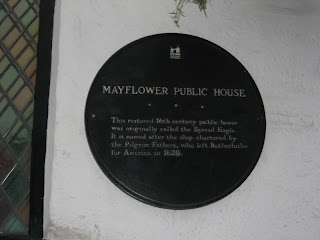 MAYFLOWER PUBLIC HOUSE
This restored 16th century public house
was originally called the Spread Eagle.
It is named after the ship chartered by
the Pilgrim Fathers, who left Rotherhithe
for America in 1620.